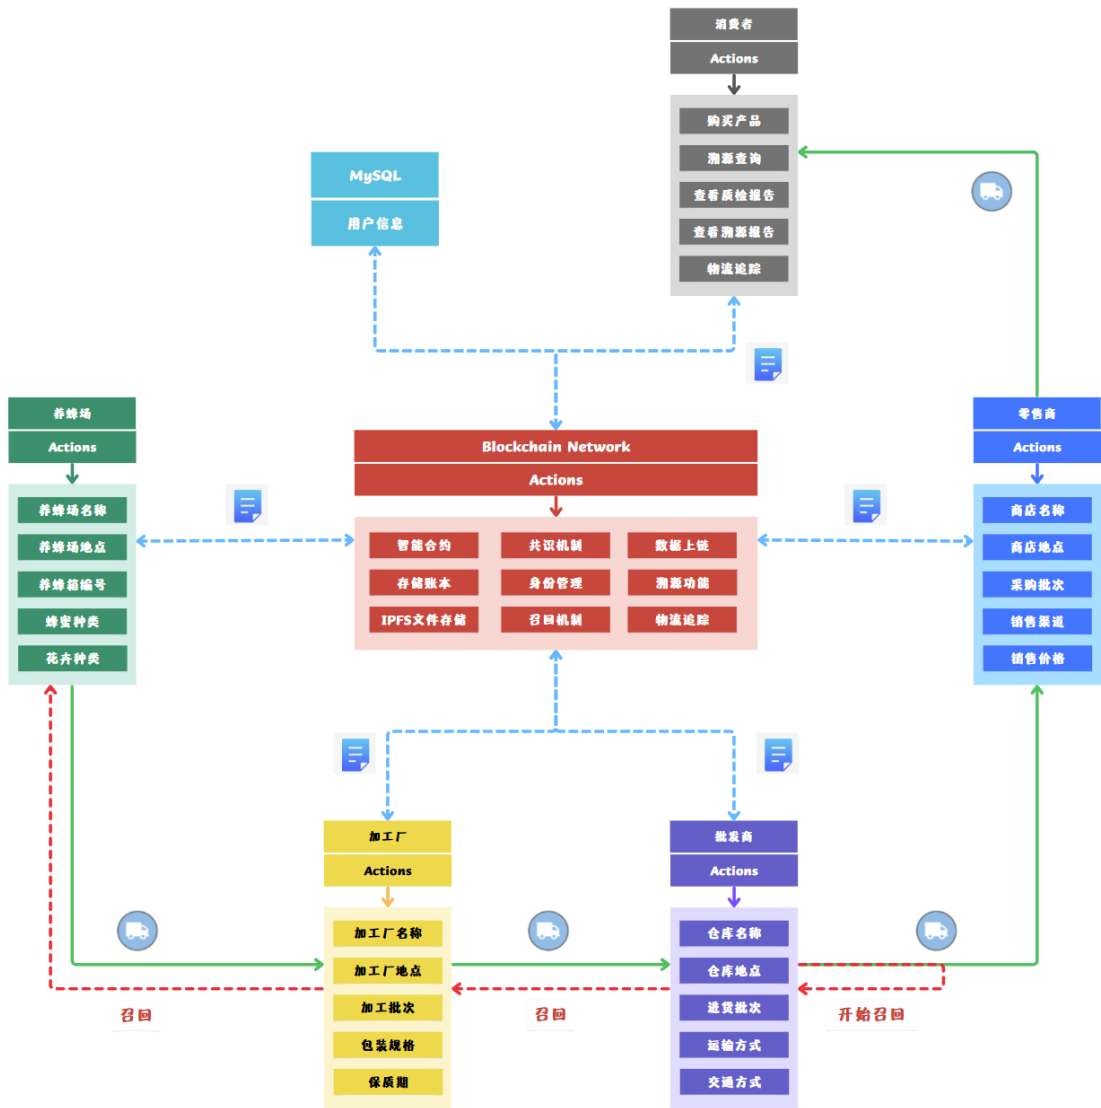 消费者
Actions
购买产品
溯源查询
查看质检报告
查看溯源报告
物流追踪
MySQL
用户信息
养蜂场
Actions
养蜂场名称
养蜂场地点
养蜂箱编号
蜂蜜种类
花卉种类
Blockchain Network
Actions
智能合约
共识机制
数据上链
存储账本
身份管理
溯源功能
IPFS文件存储
召回机制
物流追踪
零售商
Actions
商店名称
商店地点
采购批次
销售渠道
销售价格
加工厂
Actions
加工厂名称
加工厂地点
加工批次
包装规格
保质期
批发商
Actions
仓库名称
仓库地点
进货批次
运输方式
交通方式
召回
召回
开始召回